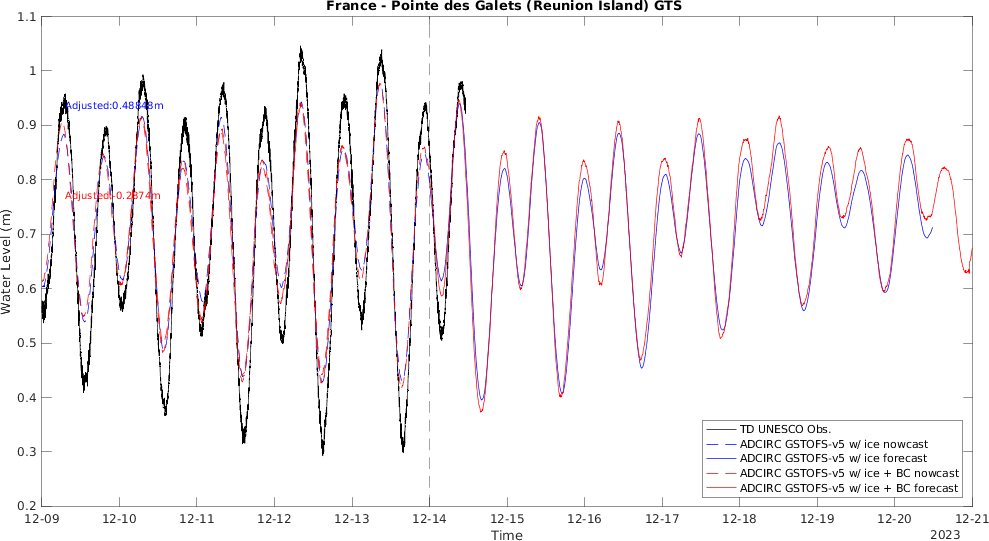 France - Pointe des Galets (Reunion Island) GTS
1.1
1
0.9
0.8
0.7
0.6
0.5
0.4
0.3
0.2
Water Level (m)
Adjusted:0.48848m
Adjusted:-0.2874m
TD UNESCO Obs.
ADCIRC GSTOFS-v5 w/ ice nowcast
ADCIRC GSTOFS-v5 w/ ice forecast
ADCIRC GSTOFS-v5 w/ ice + BC nowcast
ADCIRC GSTOFS-v5 w/ ice + BC forecast
12-09 12-10 12-11 12-12 12-13 12-14 12-15 12-16 12-17 12-18 12-19 12-20 12-21
Time
2023